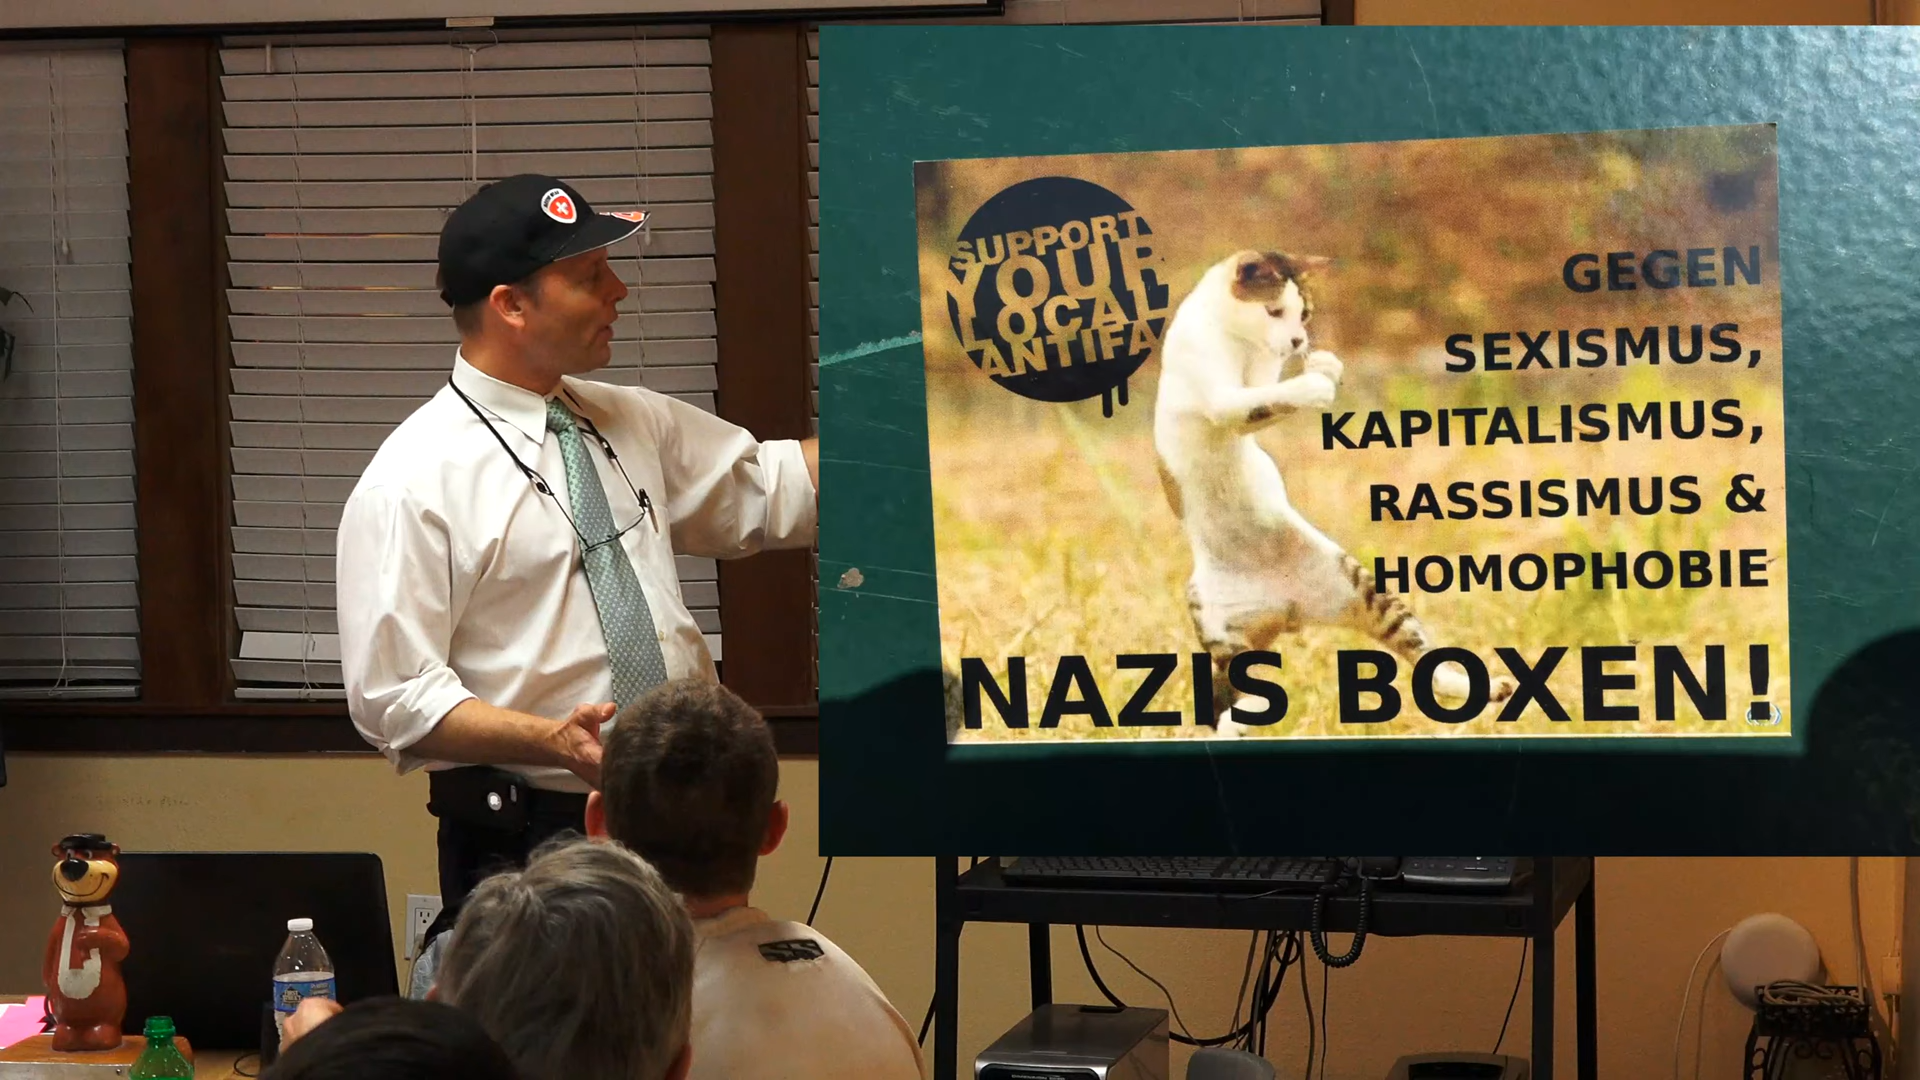 SUPPORT
YOUR
LOCAL
ANTIFA
GEGEN
SEXISMUS,
KAPITALISMUS,
RASSISMUS &
HOMOPHOBIE
NAZIS BOXEN!